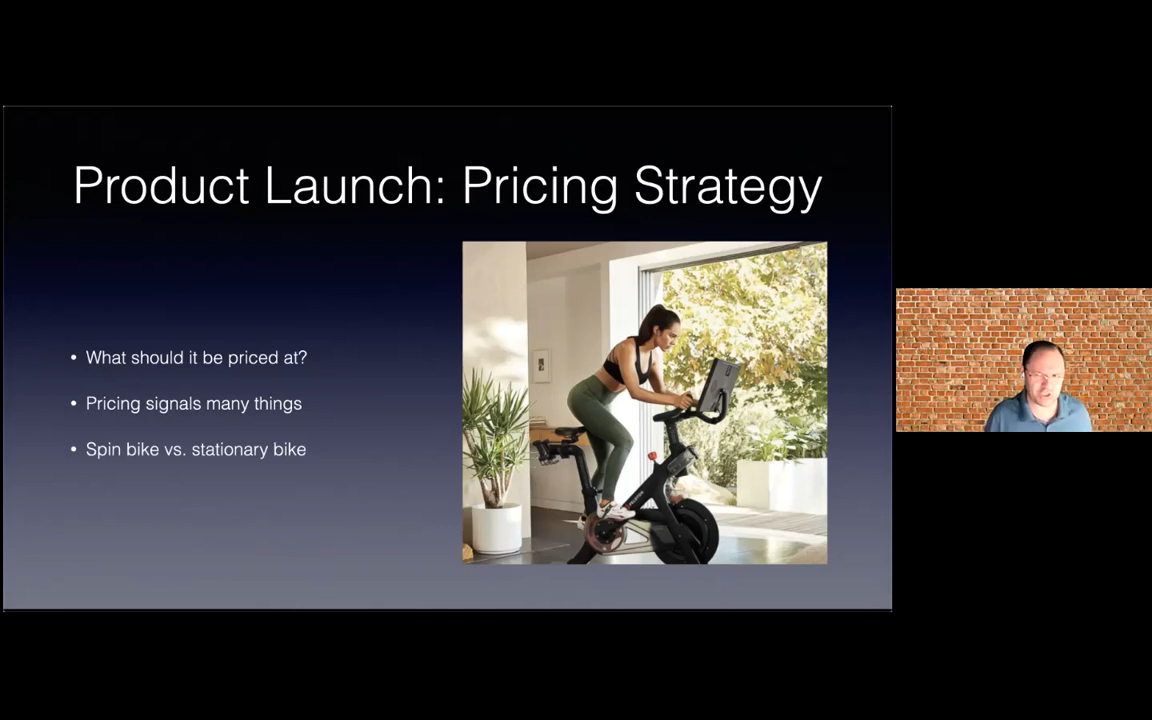 Product Launch: Pricing Strategy
• What should it be priced at?
• Pricing signals many things
• Spin bike vs. stationary bike
PELOTON